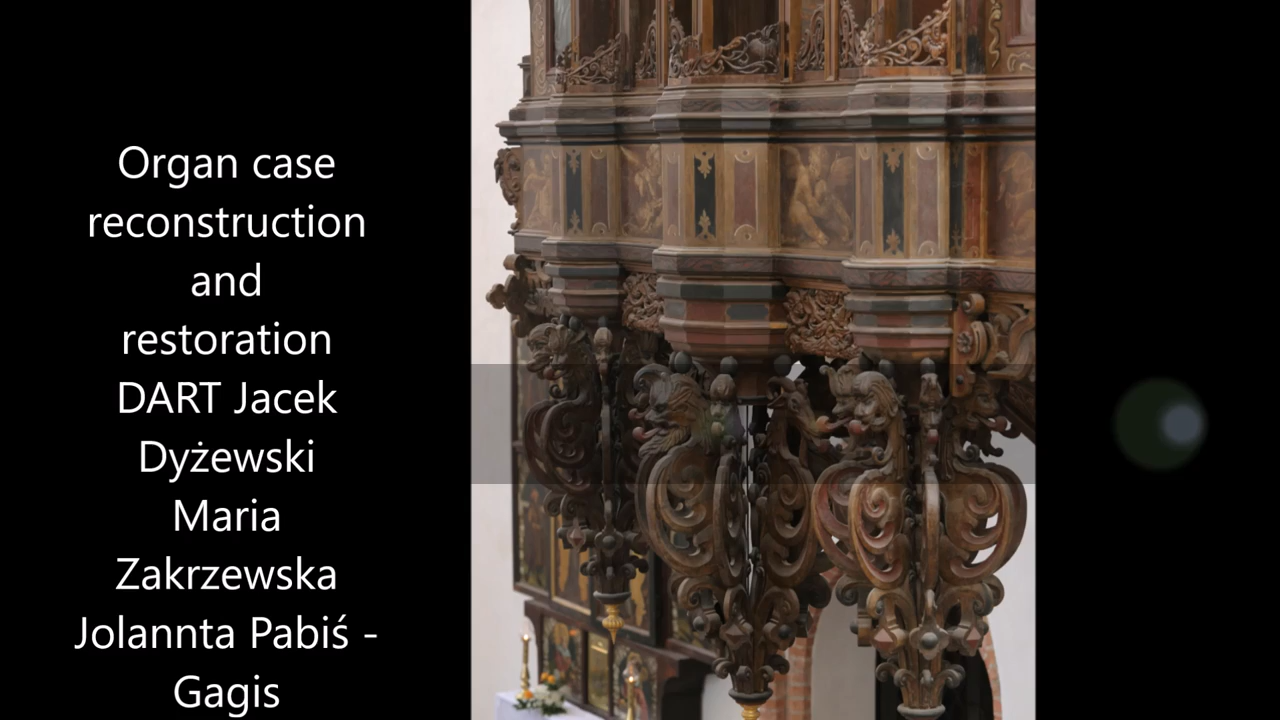 Organ case
reconstruction
and
restoration
DART Jacek
Dyżewski
Maria
Zakrzewska
Jolannta Pabiś -
Gagis